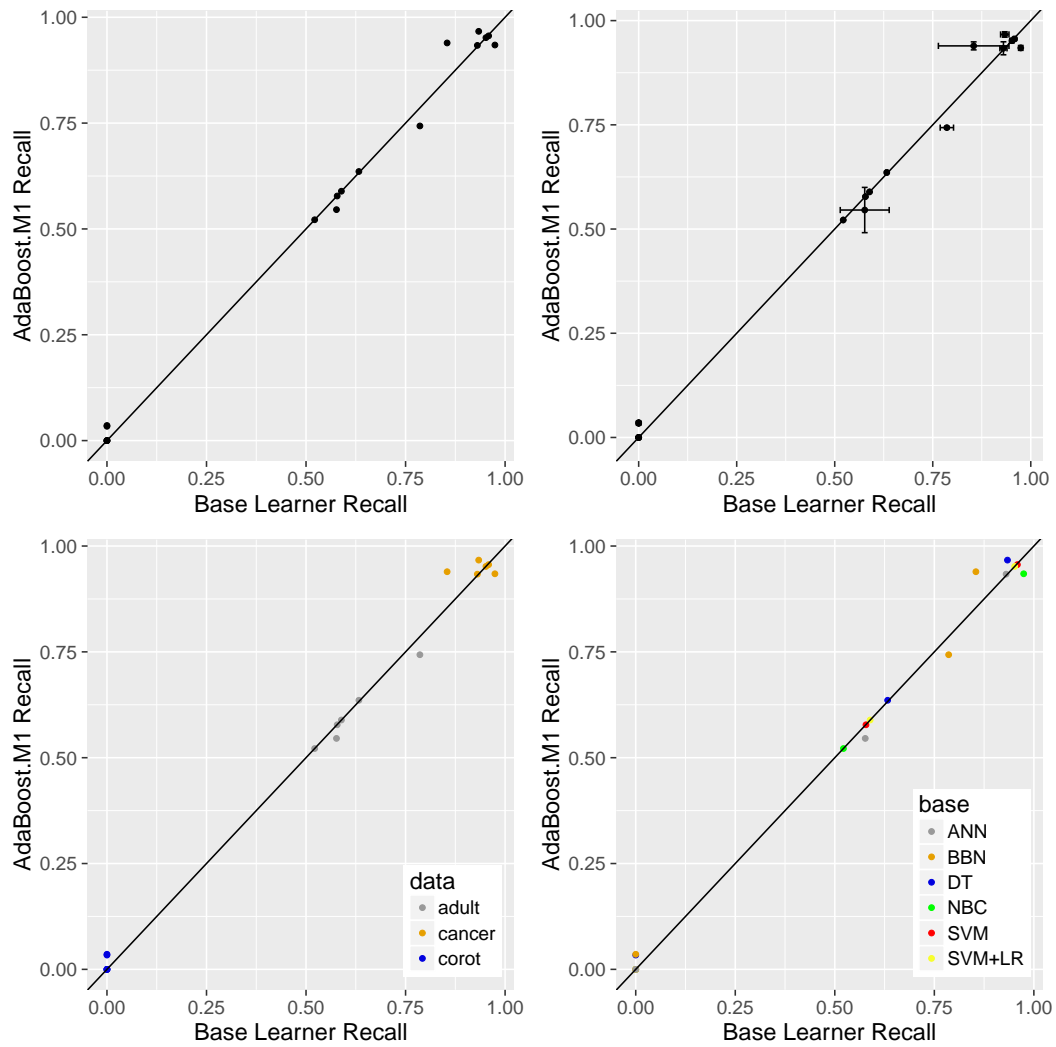 1.00
0.75
0.50
0.25
0.00
AdaBoost.M1 Recall
0.00 0.25 0.50 0.75 1.00
Base Learner Recall
1.00
0.75
0.50
0.25
0.00
AdaBoost.M1 Recall
0.00 0.25 0.50 0.75 1.00
Base Learner Recall
1.00
0.75
0.50
0.25
0.00
AdaBoost.M1 Recall
data
adult
cancer
corot
0.00 0.25 0.50 0.75 1.00
Base Learner Recall
1.00
0.75
0.50
0.25
0.00
AdaBoost.M1 Recall
base
ANN
BBN
DT
NBC
SVM
SVM+LR
0.00 0.25 0.50 0.75 1.00
Base Learner Recall